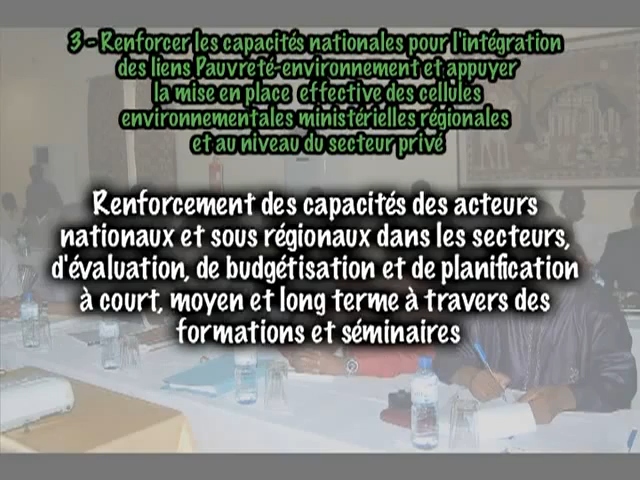 3 - Renforcer les capacités nationales pour l'intégration
des liens Pauvreté-environnement et appuyer
la mise en place effective des cellules
environnementales ministérielles régionales
et au niveau du secteur privé
Renforcement des capacités des acteurs
nationaux et sous régionaux dans les secteurs,
d'évaluation, de budgétisation et de planification
à court, moyen et long terme à travers des
formations et séminaires